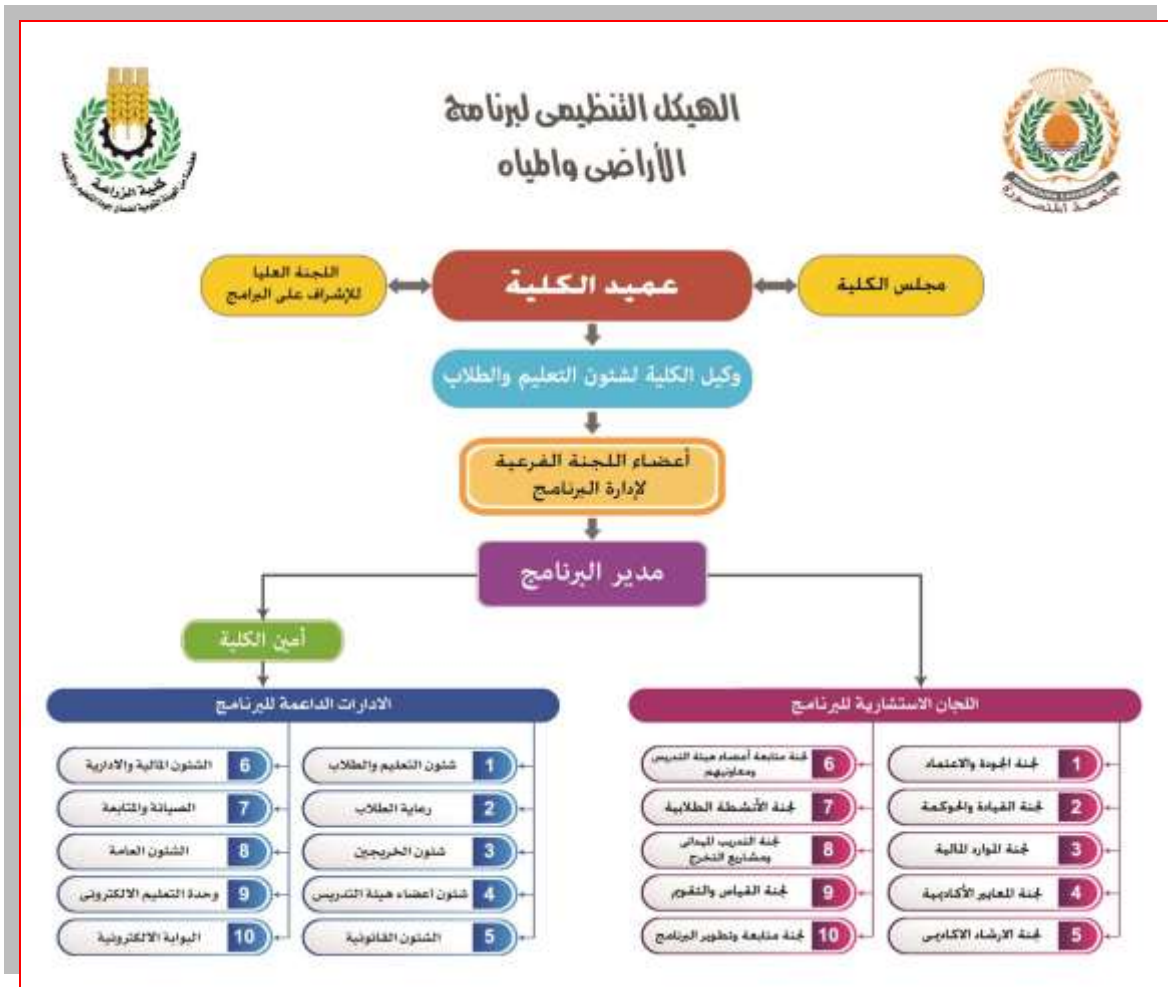 الهيكل التنظيمى لبرنامج
الأراضى والمياه
كلية الزراعة
جامعة المنصورة
مجلس الكلية
عميد الكلية
اللجنة العليا
للإشراف على البرامج
وكيل الكلية لشئون التعليم والطلاب
أعضاء اللجنة الفرعية
لإدارة البرنامج
مدير البرنامج
أمين الكلية
اللجان الاستشارية للبرنامج
1 لجنة الجودة والاعتماد
2 لجنة القيادة والحوكمة
3 لجنة الموارد المالية
4 لجنة المعايير الأكاديمية
5 لجنة الارشاد الاكاديمى
6 لجنة متابعة أعضاء هيئة التدريس
ومعاونيهم
7 لجنة الأنشطة الطلابية
8 لجنة التدريب الميدانى
ومشاريع التخرج
9 لجنة القياس والتقويم
10 لجنة متابعة وتطوير البرنامج
الادارات الداعمة للبرنامج
1 شئون التعليم والطلاب
2 رعاية الطلاب
3 شئون الخريجين
4 شئون اعضاء هيئة التدريس
5 الشئون القانونية
6 الشئون المالية والادارية
7 الصيانة والمتابعة
8 الشئون العامة
9 وحدة التعليم الالكترونى
10 البوابة الالكترونية